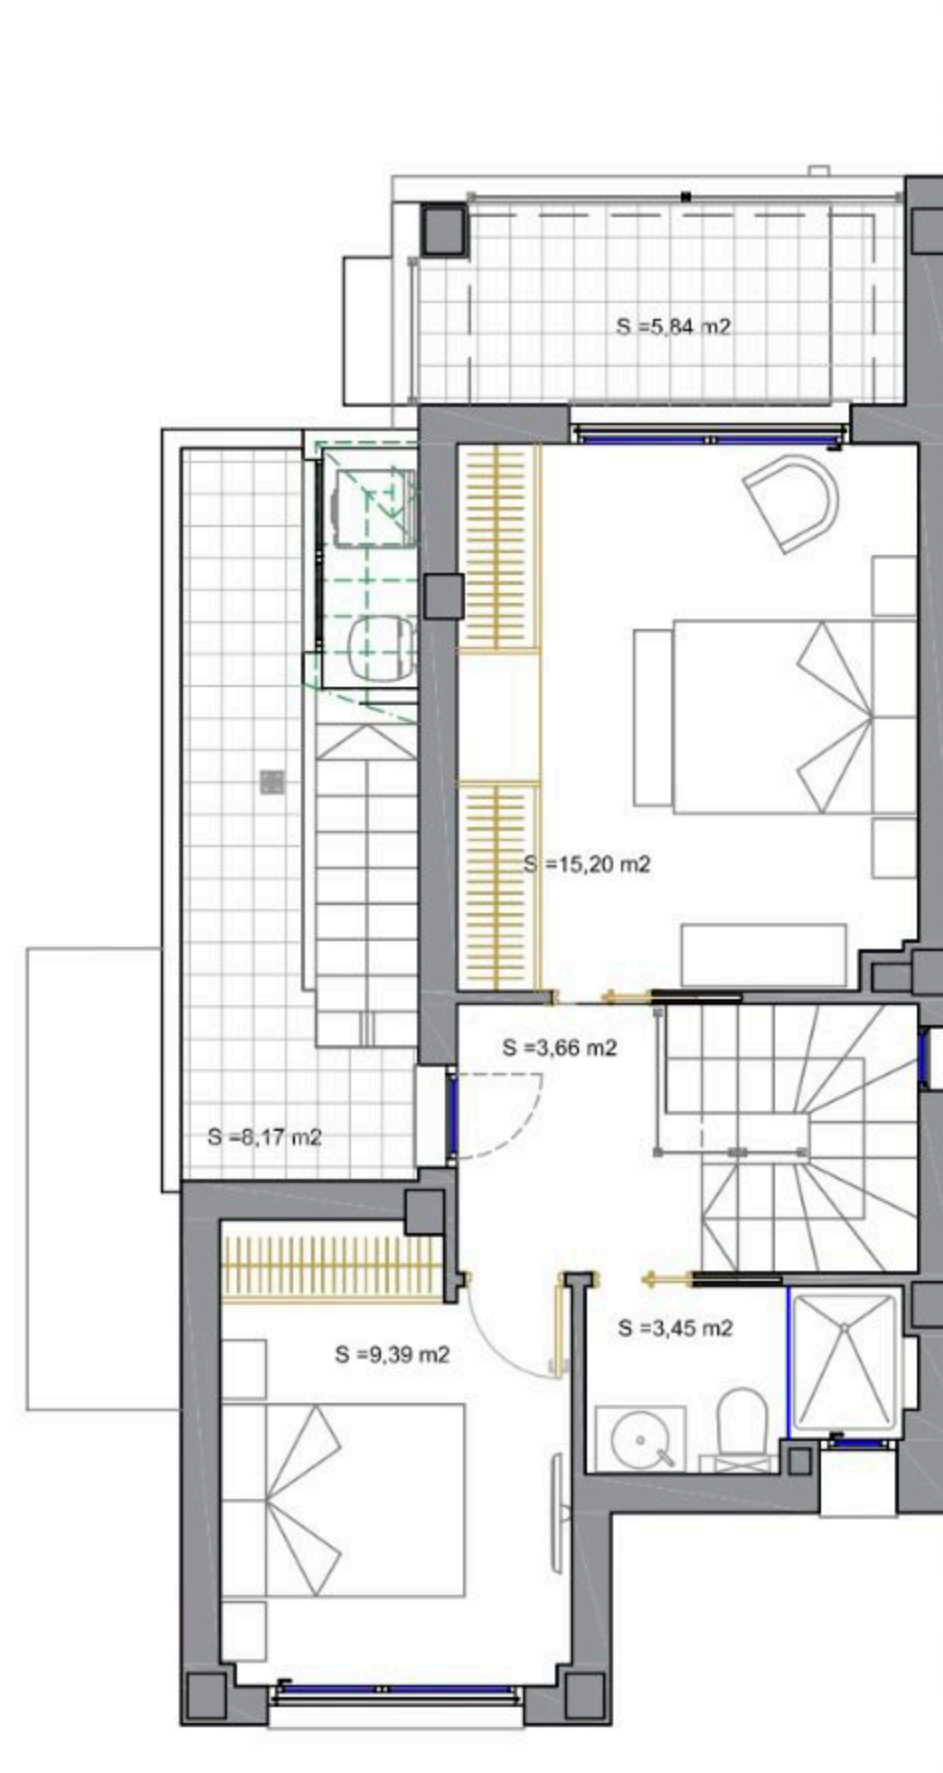 S =5,84 m2
S =15,20 m2
S =3,66 m2
S =8,17 m2
S =3,45 m2
S =9,39 m2